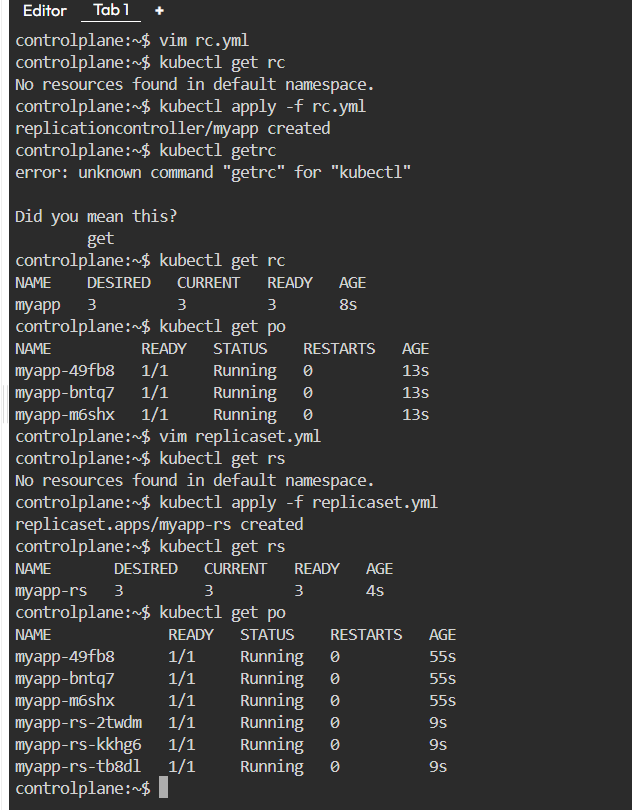 Editor Tab 1 +
controlplane:~$ vim rc.yml
controlplane:~$ kubectl get rc
No resources found in default namespace.
controlplane:~$ kubectl apply -f rc.yml
replicationcontroller/myapp created
controlplane:~$ kubectl getrc
error: unknown command "getrc" for "kubectl"

Did you mean this?
        get
controlplane:~$ kubectl get rc
NAME    DESIRED   CURRENT   READY   AGE
myapp   3         3         3       8s
controlplane:~$ kubectl get po
NAME          READY   STATUS    RESTARTS   AGE
myapp-49fb8   1/1     Running   0          13s
myapp-bntq7   1/1     Running   0          13s
myapp-m6shx   1/1     Running   0          13s
controlplane:~$ vim replicaset.yml
controlplane:~$ kubectl get rs
No resources found in default namespace.
controlplane:~$ kubectl apply -f replicaset.yml
replicaset.apps/myapp-rs created
controlplane:~$ kubectl get rs
NAME       DESIRED   CURRENT   READY   AGE
myapp-rs   3         3         3       4s
controlplane:~$ kubectl get po
NAME             READY   STATUS    RESTARTS   AGE
myapp-49fb8      1/1     Running   0          55s
myapp-bntq7      1/1     Running   0          55s
myapp-m6shx      1/1     Running   0          55s
myapp-rs-2twdm   1/1     Running   0          9s
myapp-rs-kkhg6   1/1     Running   0          9s
myapp-rs-tb8dl   1/1     Running   0          9s
controlplane:~$